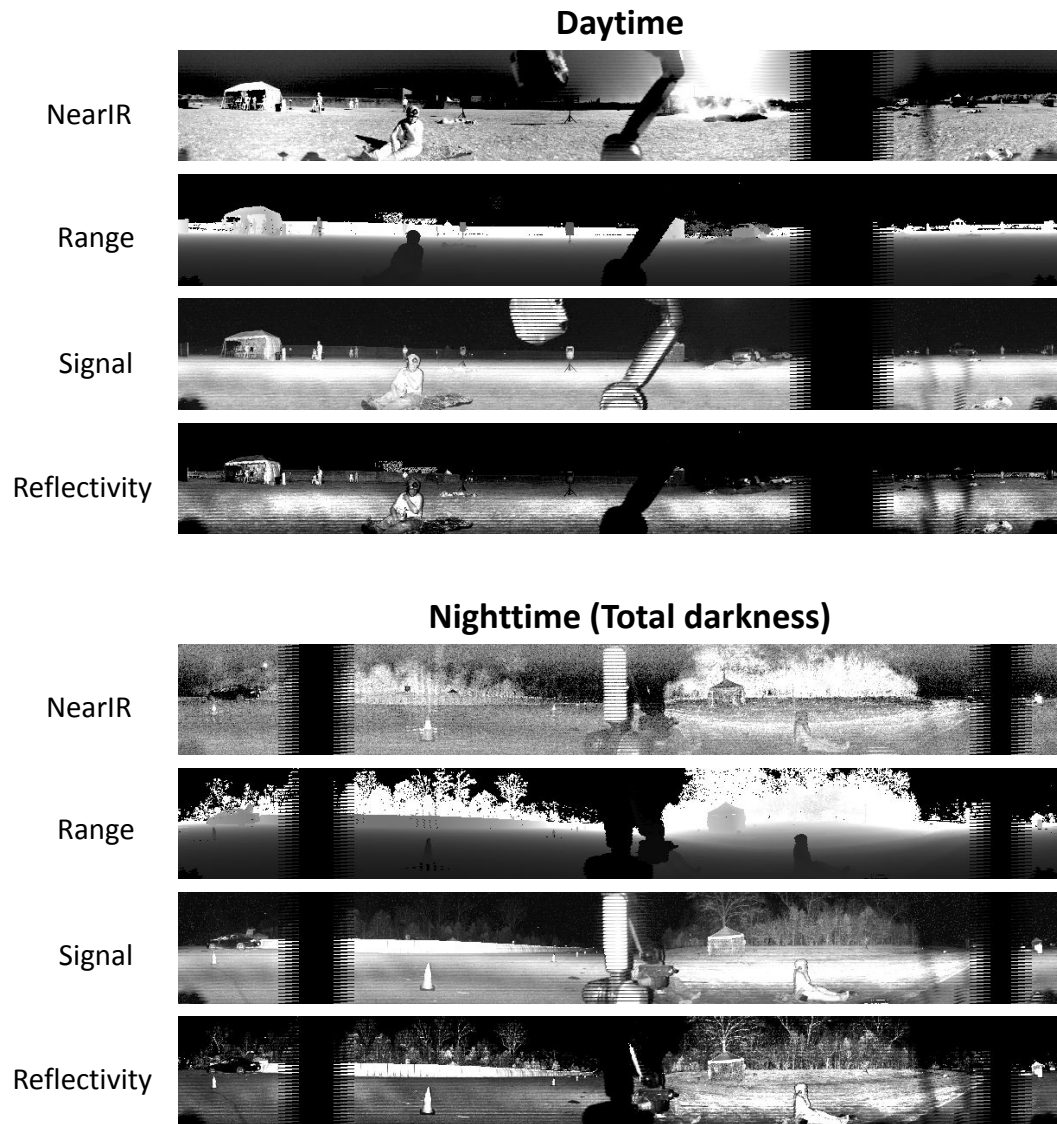 Daytime
NearIR
Range
Signal
Reflectivity
Nighttime (Total darkness)
NearIR
Range
Signal
Reflectivity